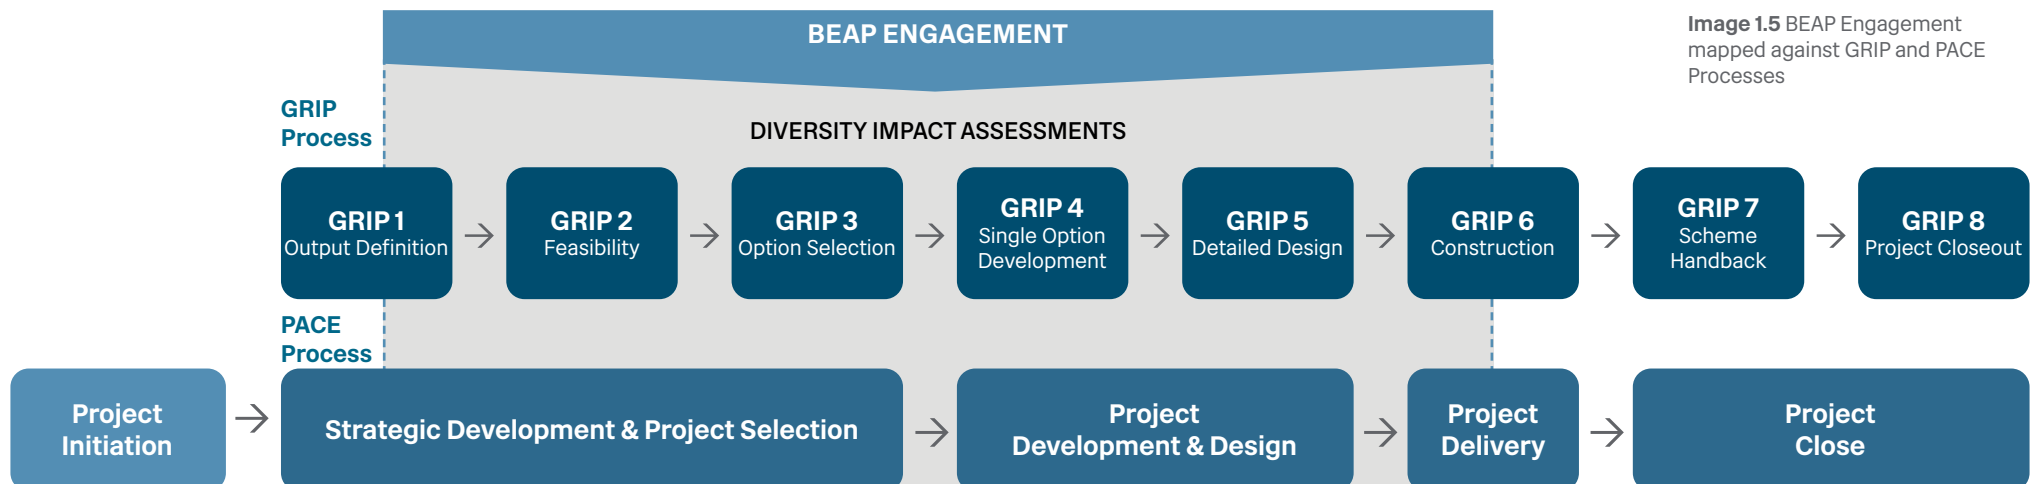 BEAP ENGAGEMENT
Image 1.5 BEAP Engagement
mapped against GRIP and PACE
Processes
GRIP
Process
DIVERSITY IMPACT ASSESSMENTS
GRIP 1
Output Definition
GRIP 2
Feasibility
GRIP 3
Option Selection
GRIP 4
Single Option
Development
GRIP 5
Detailed Design
GRIP 6
Construction
GRIP 7
Scheme
Handback
GRIP 8
Project Closeout
PACE
Process
Project
Initiation
Strategic Development & Project Selection
Project
Development & Design
Project
Delivery
Project
Close